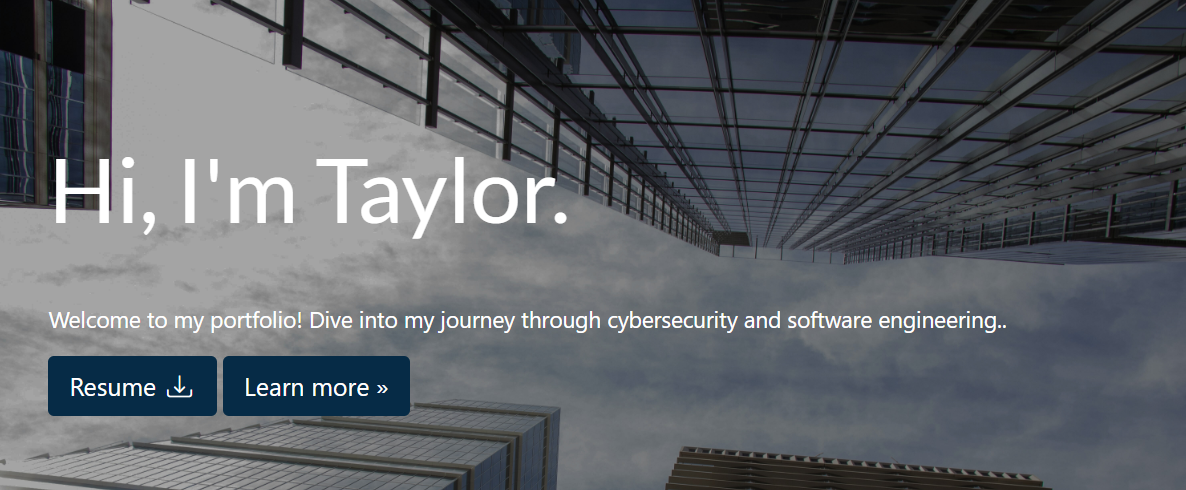 Hi, I'm Taylor.
Welcome to my portfolio! Dive into my journey through cybersecurity and software engineering..
Resume
Learn more »